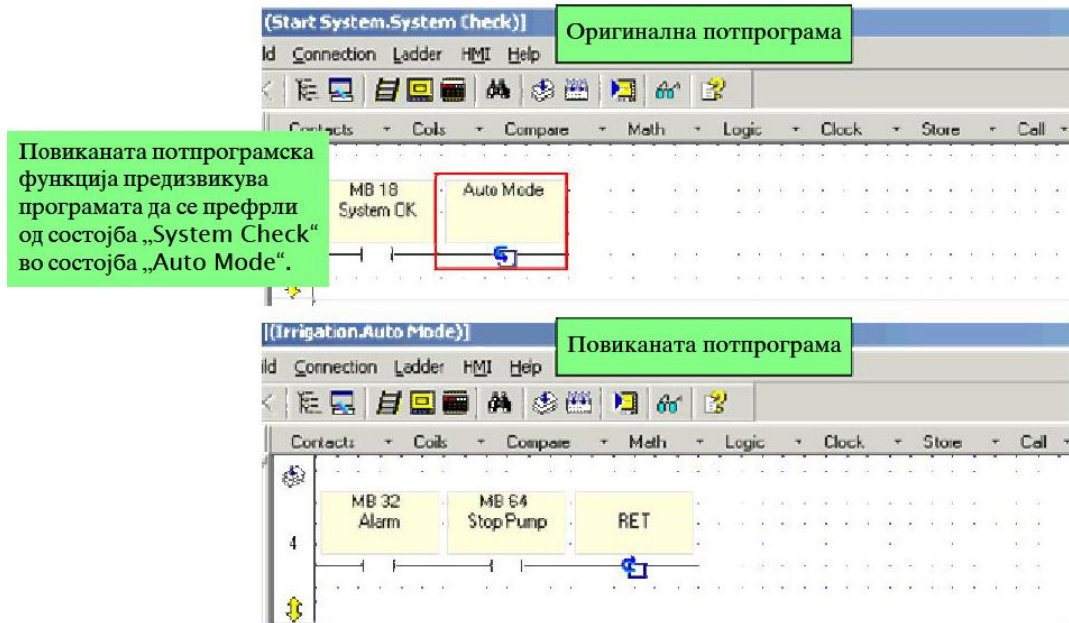 (Start System.System Check)]
Оригинална потпрограма
ld Connection Ladder HMI Help
Contacts Coils Compare Math Logic Clock Store Call
Повиканата потпрограмска
функција предизвикува
програмата да се префрли
од состојба „System Check“
во состојба „Auto Mode“.
MB 18
System OK
Auto Mode
[(Irrigation.Auto Mode)]
Повиканата потпрограма
ild Connection Ladder HMI Help
Contacts Coils Compare Math Logic Clock Store Call
MB 32
Alarm
MB 64
Stop Pump
RET
4